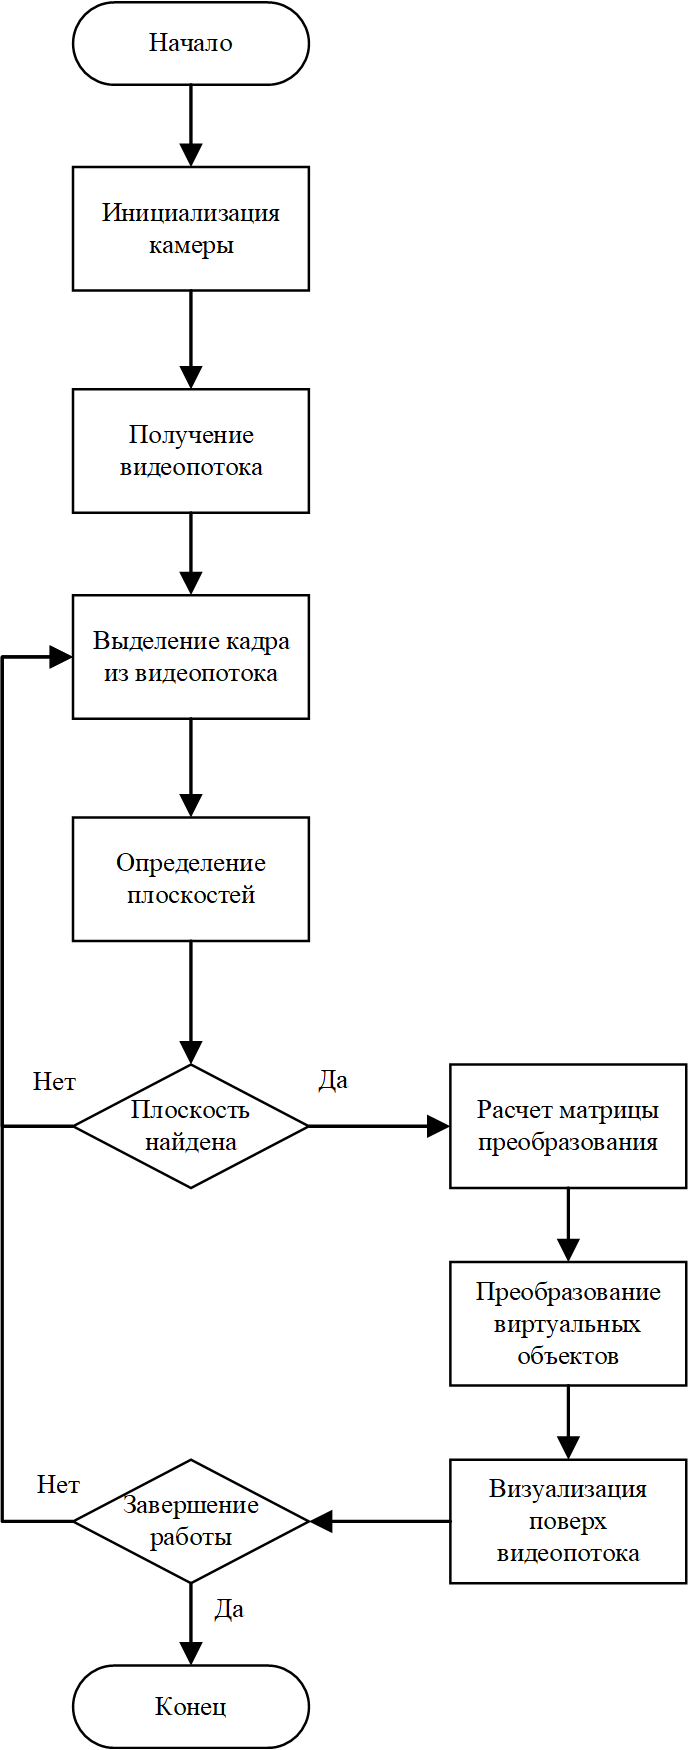 Начало
Инициализация
камеры
Получение
видеопотока
Выделение кадра
из видеопотока
Определение
плоскостей
Нет
Плоскость
найдена
Да
Расчет матрицы
преобразования
Преобразование
виртуальных
объектов
Визуализация
поверх
видеопотока
Завершение
работы
Нет
Да
Конец